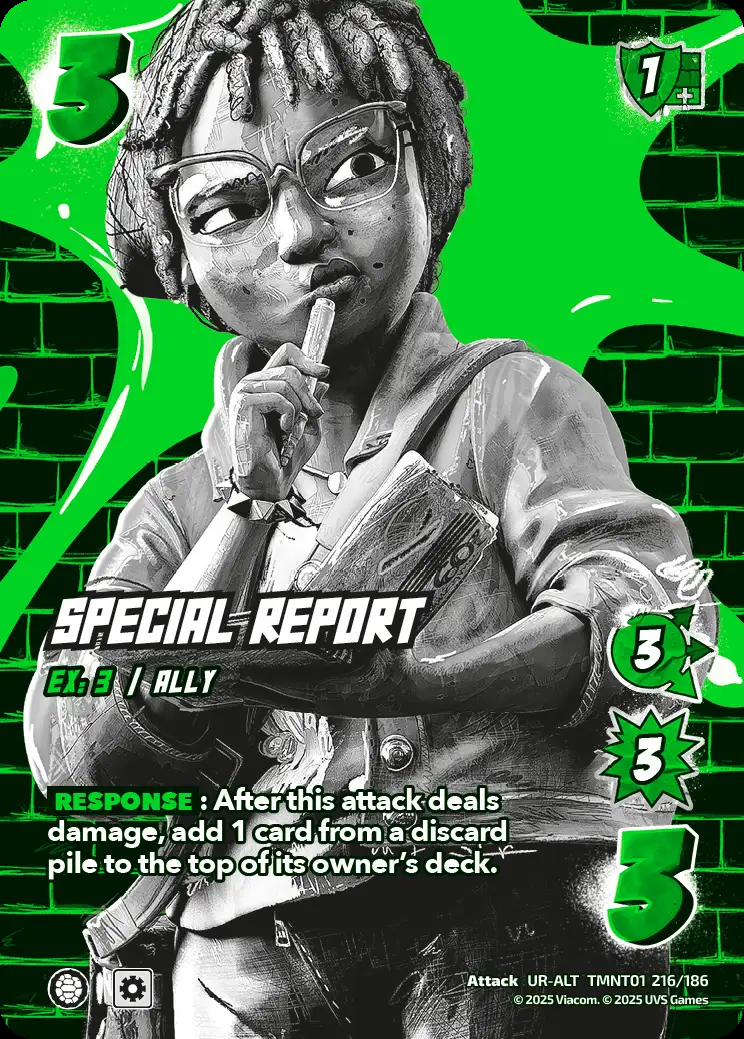 3
1
SPECIAL REPORT
EX: 3 / ALLY
3
3
RESPONSE : After this attack deals
damage, add 1 card from a discard
pile to the top of its owner's deck.
3
Attack UR-ALT TMNT01 216/186
© 2025 Viacom. © 2025 UVS Games